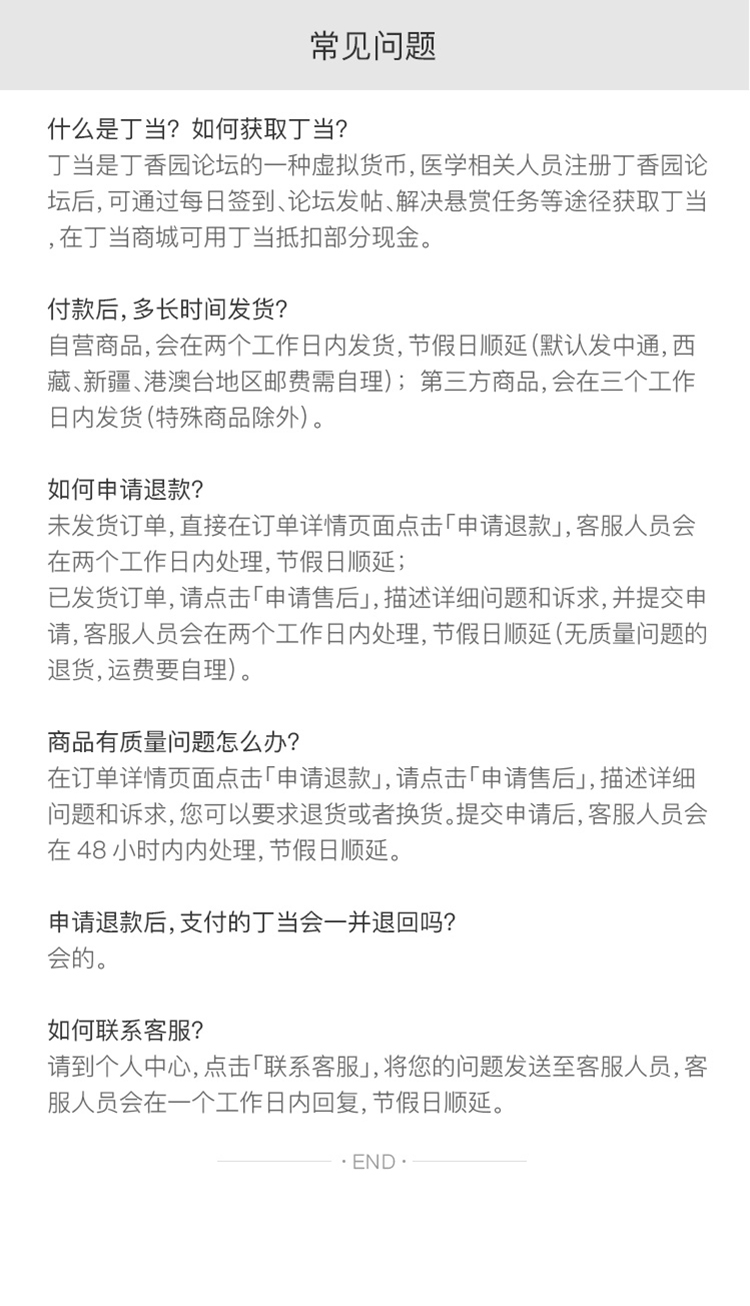 常见问题
什么是丁当？如何获取丁当？
丁当是丁香园论坛的一种虚拟货币，医学相关人员注册丁香园论
坛后，可通过每日签到、论坛发帖、解决悬赏任务等途径获取丁当
，在丁当商城可用丁当抵扣部分现金。
付款后，多长时间发货？
自营商品，会在两个工作日内发货，节假日顺延（默认发中通，西
藏、新疆、港澳台地区邮费需自理）；第三方商品，会在三个工作
日内发货（特殊商品除外）。
如何申请退款？
未发货订单，直接在订单详情页面点击「申请退款」，客服人员会
在两个工作日内处理，节假日顺延；
已发货订单，请点击「申请售后」，描述详细问题和诉求，并提交申
请，客服人员会在两个工作日内处理，节假日顺延（无质量问题的
退货，运费要自理）。
商品有质量问题怎么办？
在订单详情页面点击「申请退款」，请点击「申请售后」，描述详细
问题和诉求，您可以要求退货或者换货。提交申请后，客服人员会
在 48 小时内内处理，节假日顺延。
申请退款后，支付的丁当会一并退回吗？
会的。
如何联系客服？
请到个人中心，点击「联系客服」，将您的问题发送至客服人员，客
服人员会在一个工作日内回复，节假日顺延。
· END ·